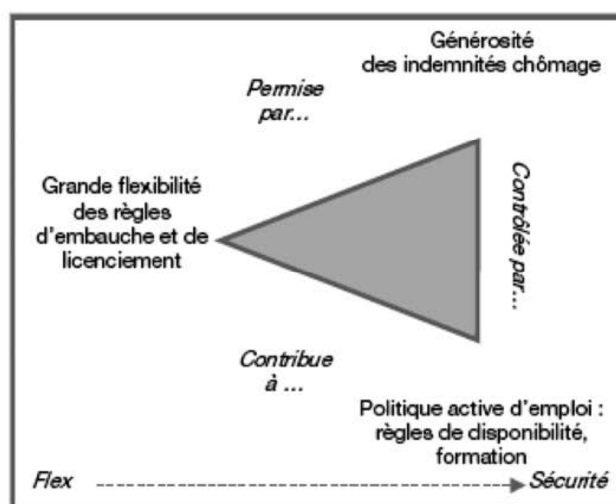 Générosité
des indemnités chômage
Permise
par...
Grande flexibilité
des règles
d'embauche et de
licenciement
Contrôlée par...
Contribue
à ...
Politique active d'emploi :
règles de disponibilité,
formation
Flex
Sécurité